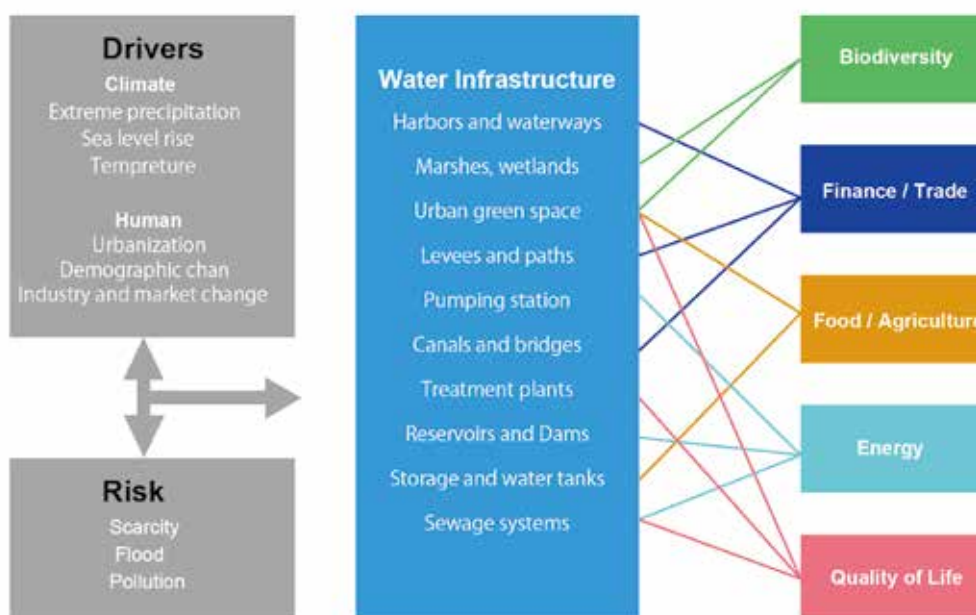 Drivers
Climate
Extreme precipitation
Sea level rise
Tempreture
Human
Urbanization
Demographic chan
Industry and market change
Risk
Scarcity
Flood
Pollution
Water Infrastructure
Harbors and waterways
Marshes, wetlands
Urban green space
Levees and paths
Pumping station
Canals and bridges
Treatment plants
Reservoirs and Dams
Storage and water tanks
Sewage systems
Biodiversity
Finance / Trade
Food / Agriculture
Energy
Quality of Life